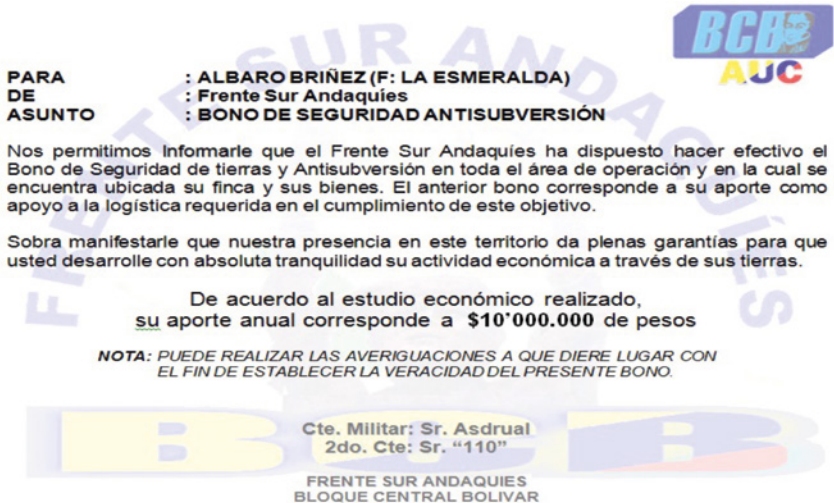 BCB
AUC
PARA : ALBARO BRIÑEZ (F: LA ESMERALDA)
DE : Frente Sur Andaquíes
ASUNTO : BONO DE SEGURIDAD ANTISUBVERSIÓN
Nos permitimos Informarle que el Frente Sur Andaquíes ha dispuesto hacer efectivo el
Bono de Seguridad de tierras y Antisubversión en toda el área de operación y en la cual se
encuentra ubicada su finca y sus bienes. El anterior bono corresponde a su aporte como
apoyo a la logística requerida en el cumplimiento de este objetivo.
Sobra manifestarle que nuestra presencia en este territorio da plenas garantías para que
usted desarrolle con absoluta tranquilidad su actividad económica a través de sus tierras.
De acuerdo al estudio económico realizado,
su aporte anual corresponde a $10'000.000 de pesos
NOTA: PUEDE REALIZAR LAS AVERIGUACIONES A QUE DIERE LUGAR CON
EL FIN DE ESTABLECER LA VERACIDAD DEL PRESENTE BONO.
Cte. Militar: Sr. Asdrual
2do. Cte: Sr. “110”
FRENTE SUR ANDAQUIES
BLOQUE CENTRAL BOLIVAR
FRENTE SUR ANDAQUÍES
BCB